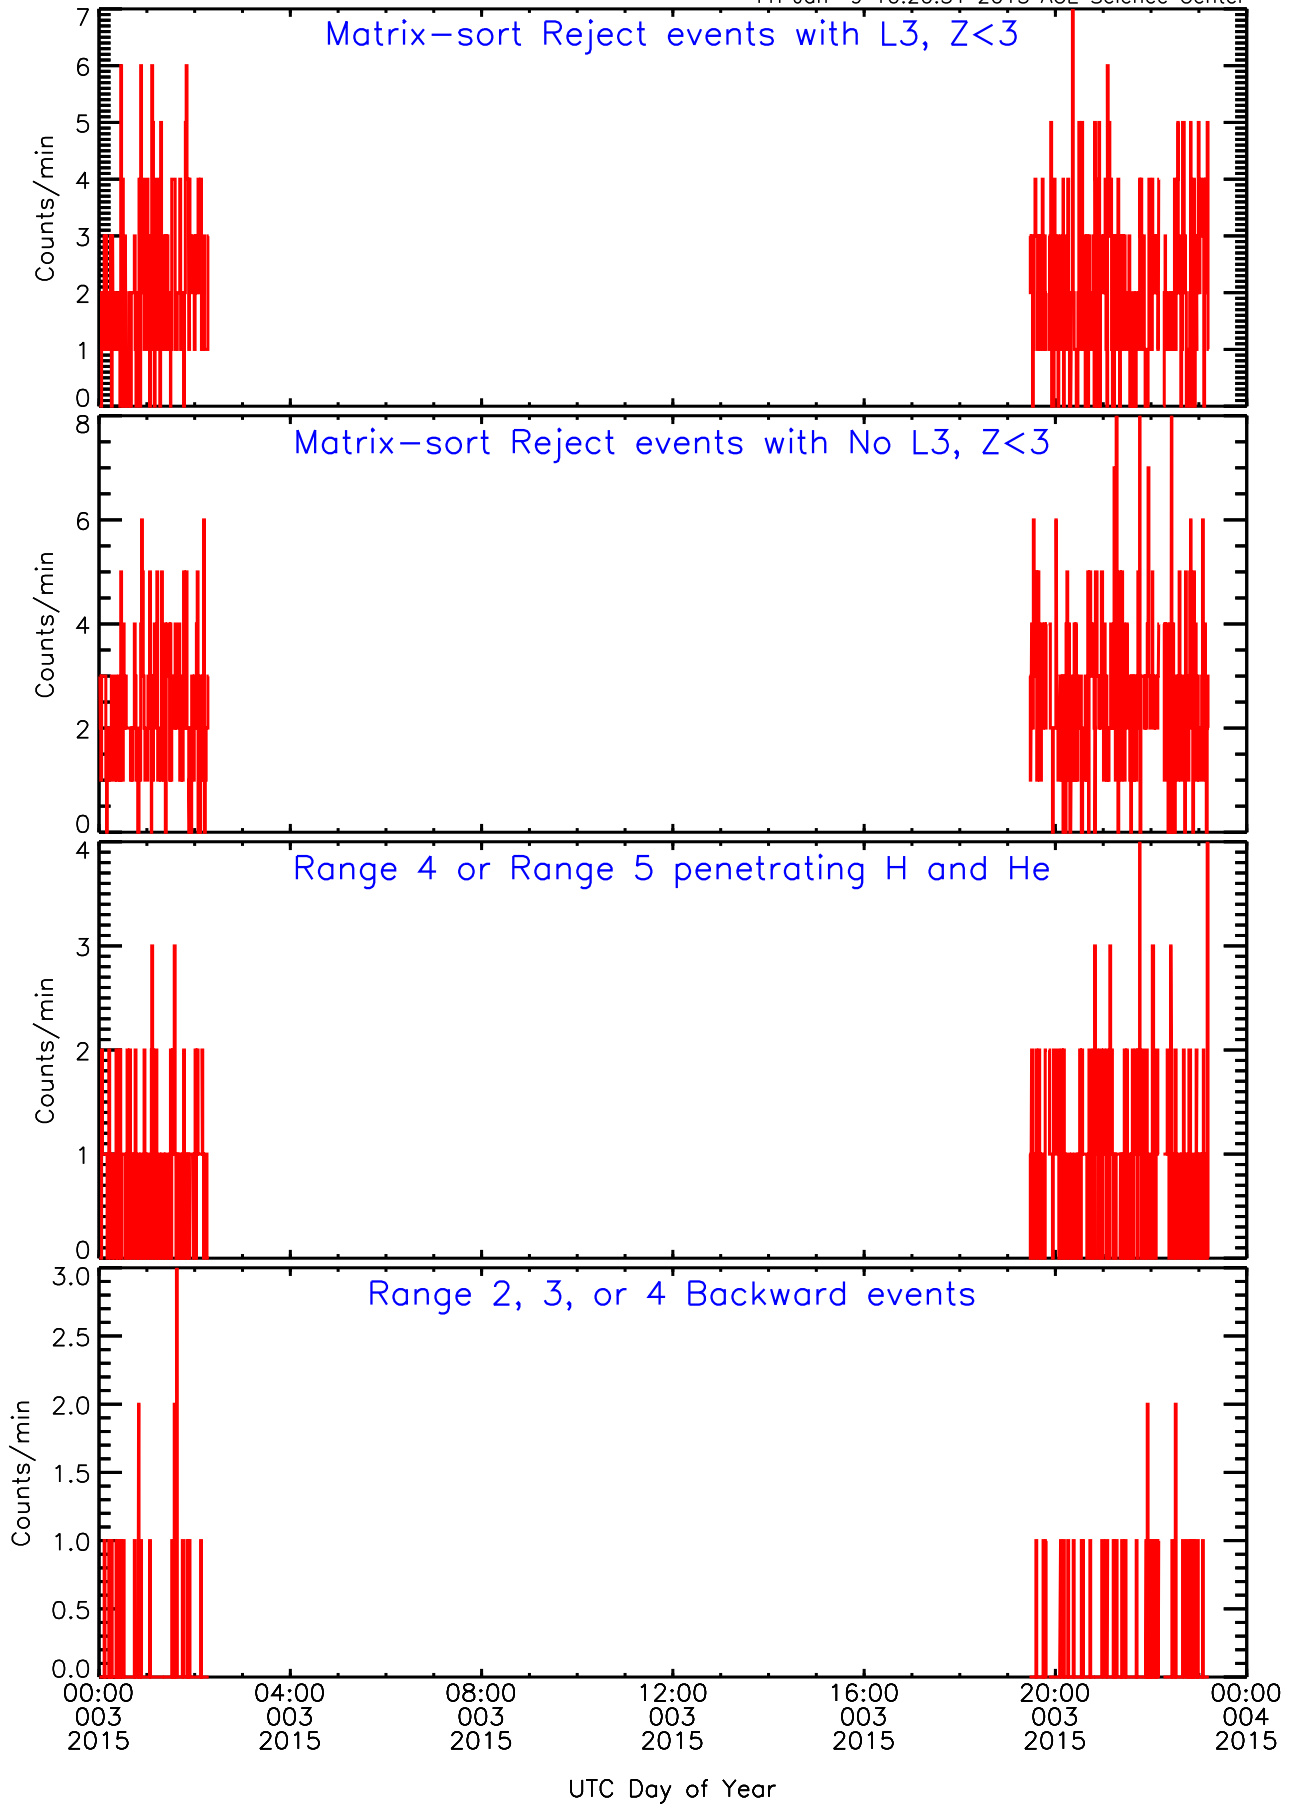 Matrix-sort Reject events with L3, Z<3
7
6
5
4
3
2
1
0
Counts/min
Matrix-sort Reject events with No L3, Z<3
8
6
4
2
0
Counts/min
Range 4 or Range 5 penetrating H and He
4
3
2
1
0
Counts/min
Range 2, 3, or 4 Backward events
3.0
2.5
2.0
1.5
1.0
0.5
0.0
Counts/min
00:00 04:00 08:00 12:00 16:00 20:00 00:00
003 003 003 003 003 003 004
2015 2015 2015 2015 2015 2015 2015
UTC Day of Year